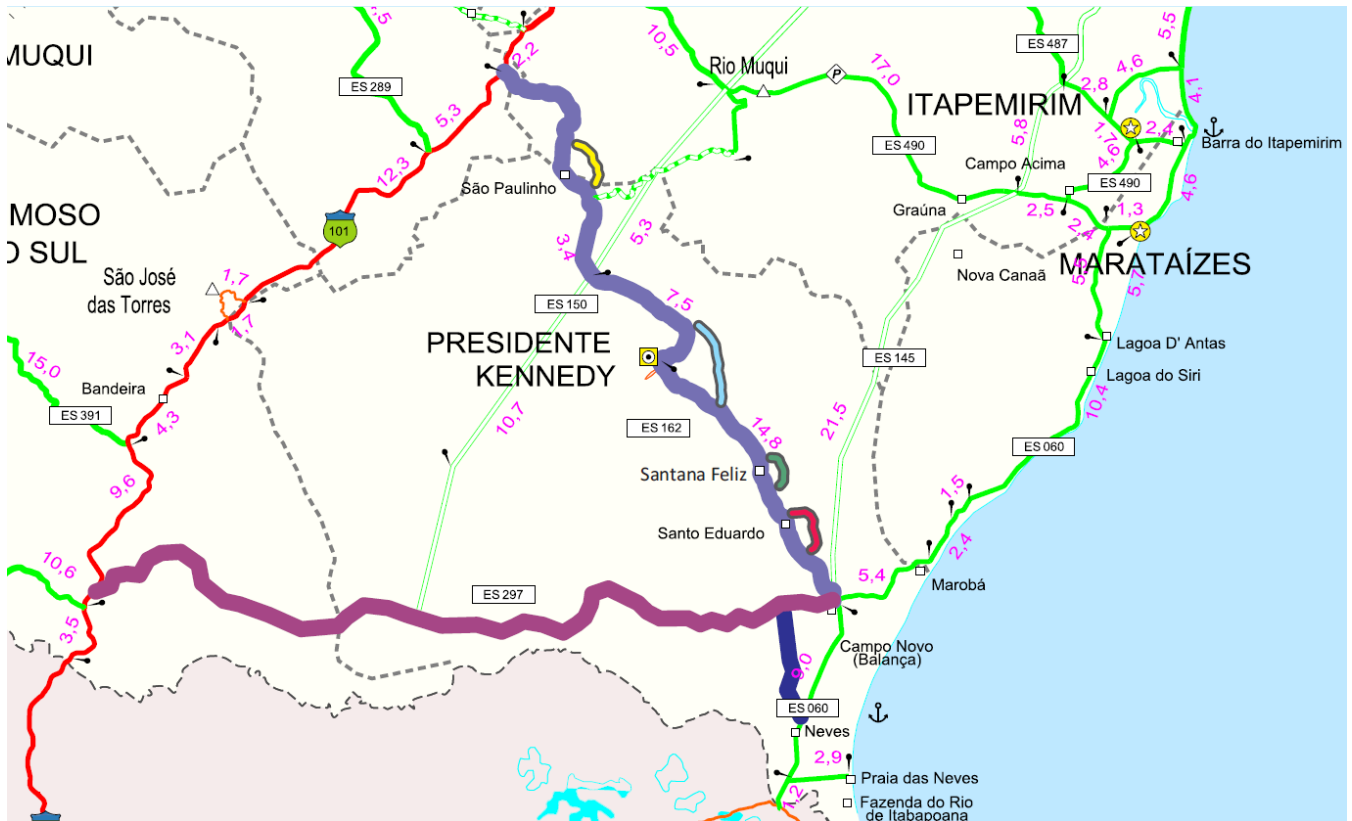 5,5
2,2
10,5
MUQUI
ES 289
Rio Muqui
P
17,0
ES 487
4,6
5,5
2,8
4,1
ITAPEMIRIM
5,3
5,8
1,7
2,4
Barra do Itapemirim
12,3
São Paulinho
ES 490
Campo Acima
4,6
ES 490
4,6
MOSO
O SUL
101
Graúna
2,5
2,4
1,3
3,4
5,3
Nova Canaã
MARATAÍZES
5,7
São José
das Torres
1,7
1,7
ES 150
7,5
3,1
15,0
PRESIDENTE
KENNEDY
ES 145
Lagoa D' Antas
Lagoa do Siri
Bandeira
ES 391
4,3
10,7
ES 162
14,8
21,5
10,4
ES 060
Santana Feliz
9,6
1,5
Santo Eduardo
2,4
10,6
5,4
Marobá
ES 297
3,5
Campo Novo
(Balança)
9,0
ES 060
Neves
2,9
Praia das Neves
1,2
Fazenda do Rio
de Itabapoana